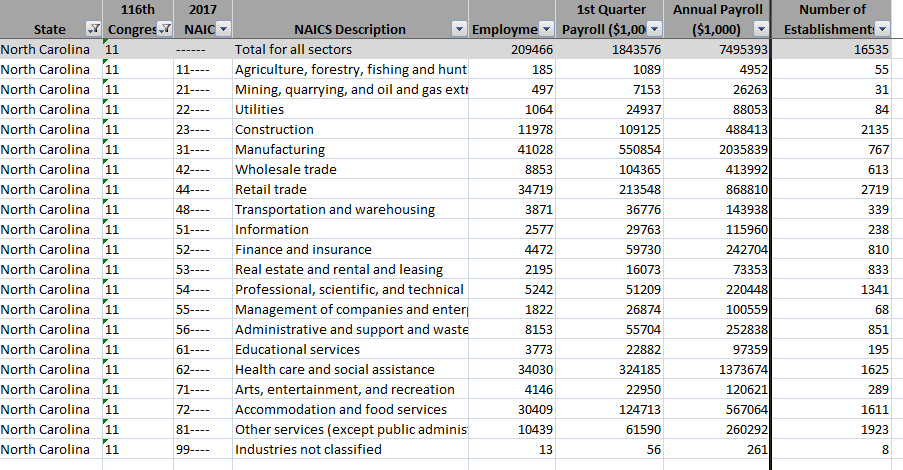 116th 2017 1st Quarter Annual Payroll Number of
State Congres NAIC NAICS Description Employme Payroll ($1,00 ($1,000) Establishment
North Carolina 11 ------ Total for all sectors 209466 1843576 7495393 16535
North Carolina 11 11---- Agriculture, forestry, fishing and hunt 185 1089 4952 55
North Carolina 11 21---- Mining, quarrying, and oil and gas extr 497 7153 26263 31
North Carolina 11 22---- Utilities 1064 24937 88053 84
North Carolina 11 23---- Construction 11978 109125 488413 2135
North Carolina 11 31---- Manufacturing 41028 550854 2035839 767
North Carolina 11 42---- Wholesale trade 8853 104365 413992 613
North Carolina 11 44---- Retail trade 34719 213548 868810 2719
North Carolina 11 48---- Transportation and warehousing 3871 36776 143938 339
North Carolina 11 51---- Information 2577 29763 115960 238
North Carolina 11 52---- Finance and insurance 4472 59730 242704 810
North Carolina 11 53---- Real estate and rental and leasing 2195 16073 73353 833
North Carolina 11 54---- Professional, scientific, and technical 5242 51209 220448 1341
North Carolina 11 55---- Management of companies and enterp 1822 26874 100559 68
North Carolina 11 56---- Administrative and support and waste 8153 55704 252838 851
North Carolina 11 61---- Educational services 3773 22882 97359 195
North Carolina 11 62---- Health care and social assistance 34030 324185 1373674 1625
North Carolina 11 71---- Arts, entertainment, and recreation 4146 22950 120621 289
North Carolina 11 72---- Accommodation and food services 30409 124713 567064 1611
North Carolina 11 81---- Other services (except public adminis 10439 61590 260292 1923
North Carolina 11 99---- Industries not classified 13 56 261 8